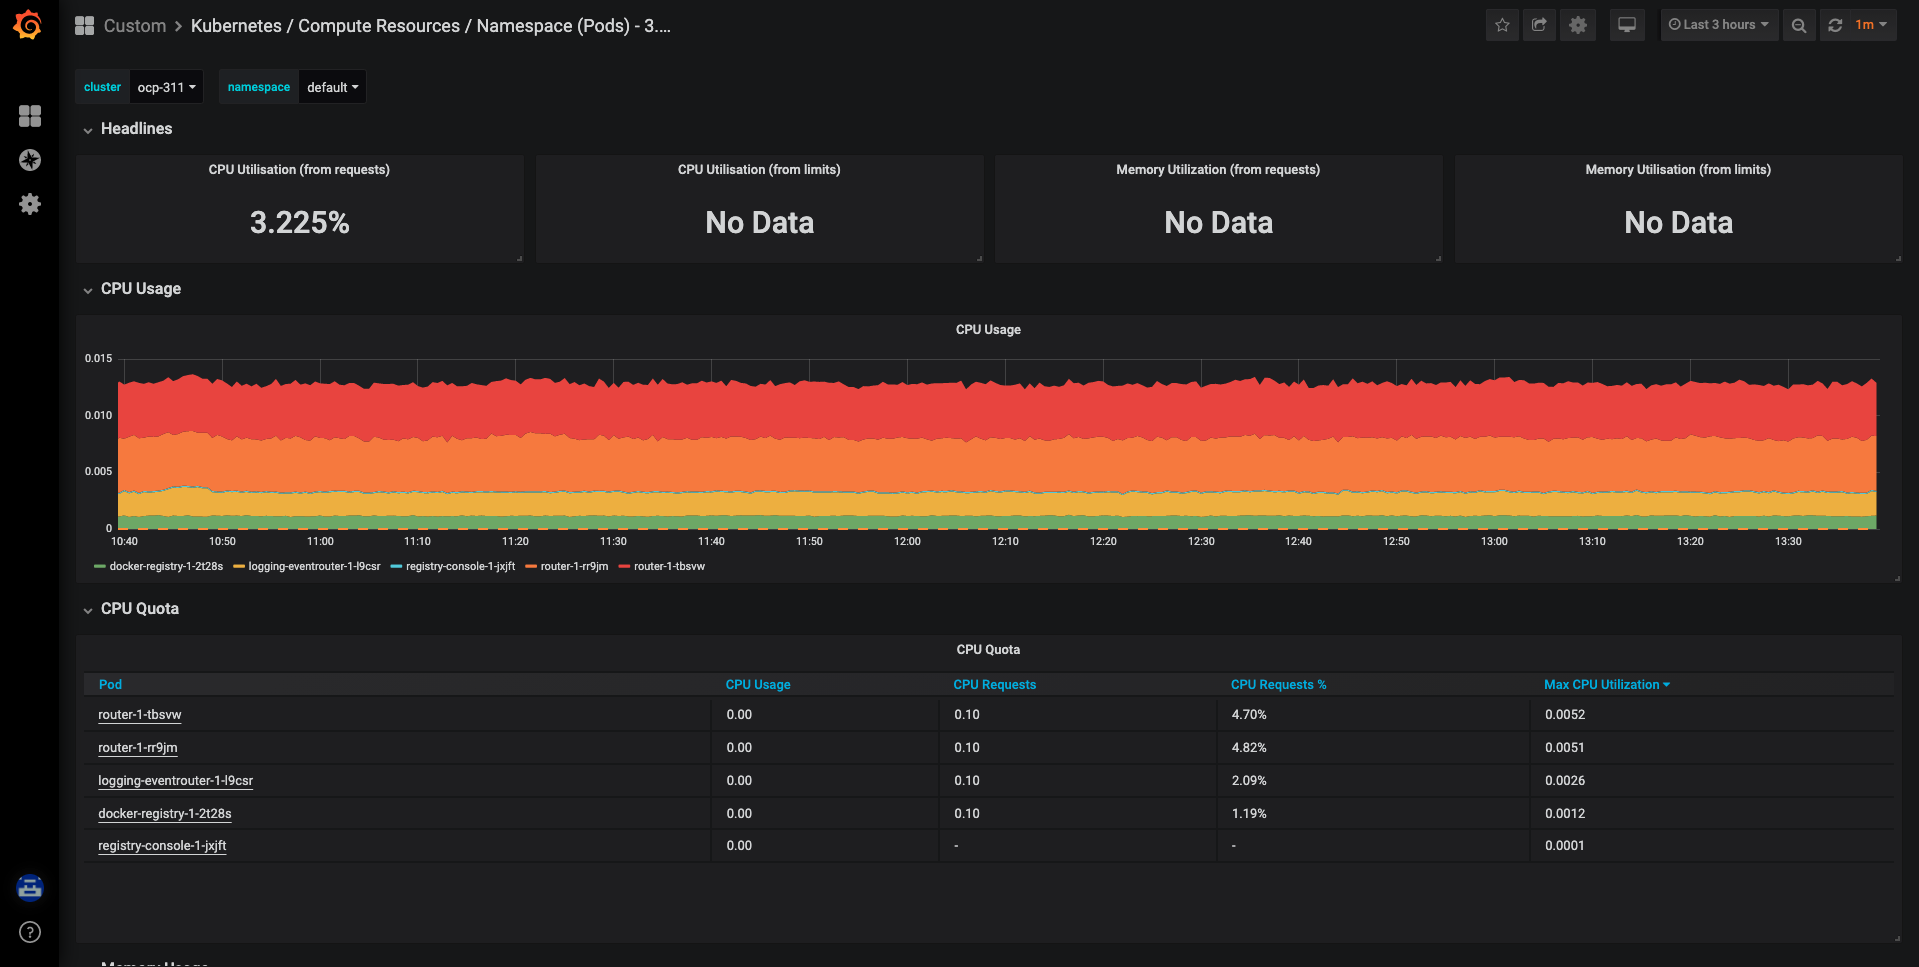 Custom > Kubernetes / Compute Resources / Namespace (Pods) - 3.... Last 3 hours 1m
cluster ocp-311 namespace default
Headlines
CPU Utilisation (from requests) CPU Utilisation (from limits) Memory Utilization (from requests) Memory Utilisation (from limits)
3.225% No Data No Data No Data
CPU Usage
CPU Usage
0.015
0.010
0.005
0
10:40 10:50 11:00 11:10 11:20 11:30 11:40 11:50 12:00 12:10 12:20 12:30 12:40 12:50 13:00 13:10 13:20 13:30
docker-registry-1-2t28s logging-eventrouter-1-l9csr registry-console-1-jxjft router-1-rr9jm router-1-tbsvw
CPU Quota
CPU Quota
Pod CPU Usage CPU Requests CPU Requests % Max CPU Utilization
router-1-tbsvw 0.00 0.10 4.70% 0.0052
router-1-rr9jm 0.00 0.10 4.82% 0.0051
logging-eventrouter-1-l9csr 0.00 0.10 2.09% 0.0026
docker-registry-1-2t28s 0.00 0.10 1.19% 0.0012
registry-console-1-jxjft 0.00 - - 0.0001
?
Memory Usage